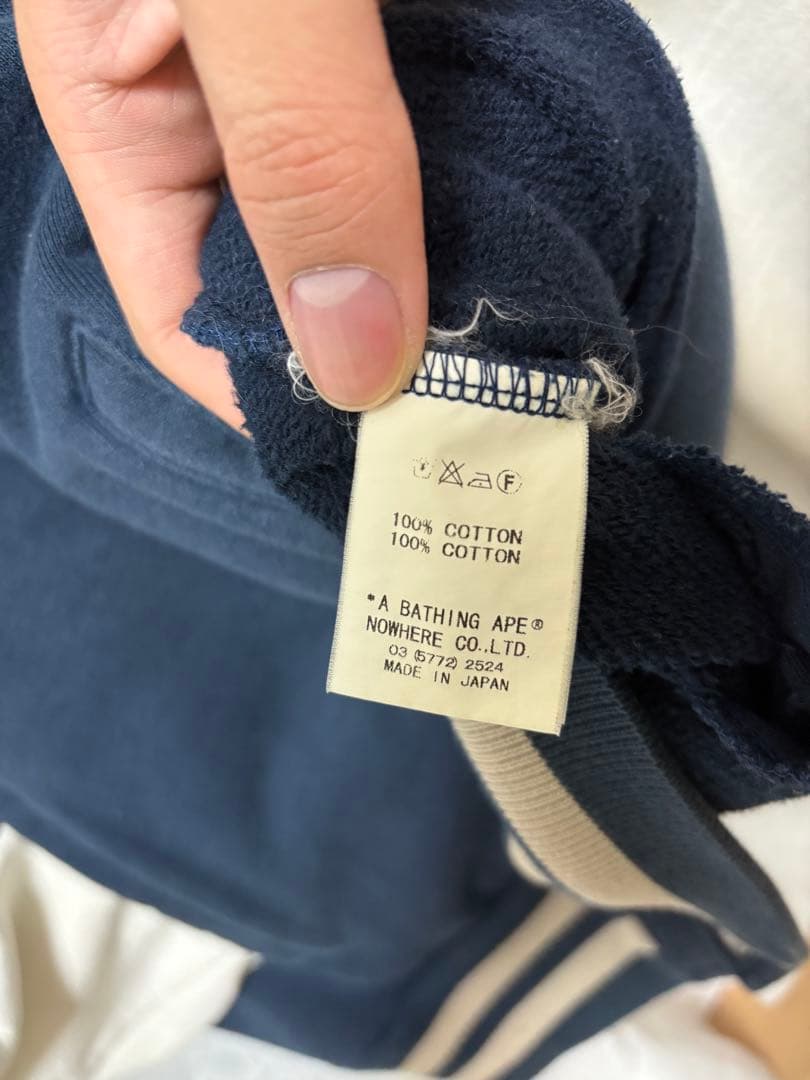 F
100% COTTON
100% COTTON
*A BATHING APE®
NOWHERE CO.,LTD.
03 (5772) 2524
MADE IN JAPAN